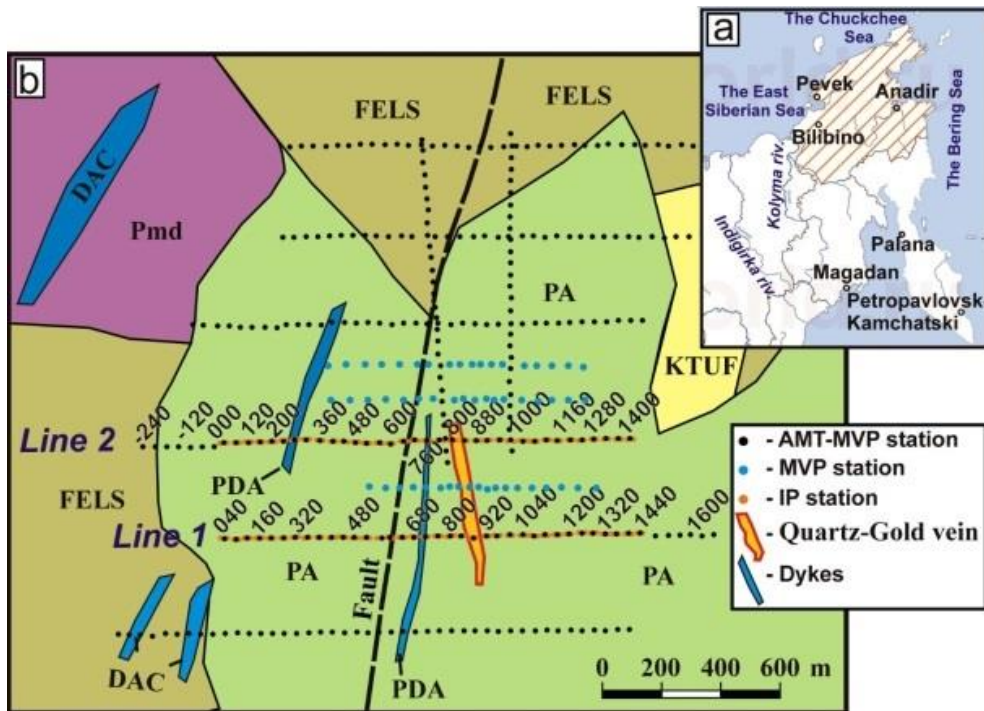 a
The Chuckchee
Sea
Pevek
The East
Siberian Sea
Anadir
Bilibino
The Bering Sea
Kolyma riv.
Indigirka riv.
Palana
Magadan
Petropavlovsk
Kamchatski
b
FELS
FELS
DAC
Pmd
PA
KTUF
Line 2
-240
-120
000
120
200
360
480
600
760
800
880
1000
1160
1280
1400
PDA
FELS
Line 1
040
160
320
480
680
800
920
1040
1200
1320
1440
1600
PA
Fault
PA
DAC
PDA
- AMT-MVP station
- MVP station
- IP station
- Quartz-Gold vein
- Dykes
0 200 400 600 m